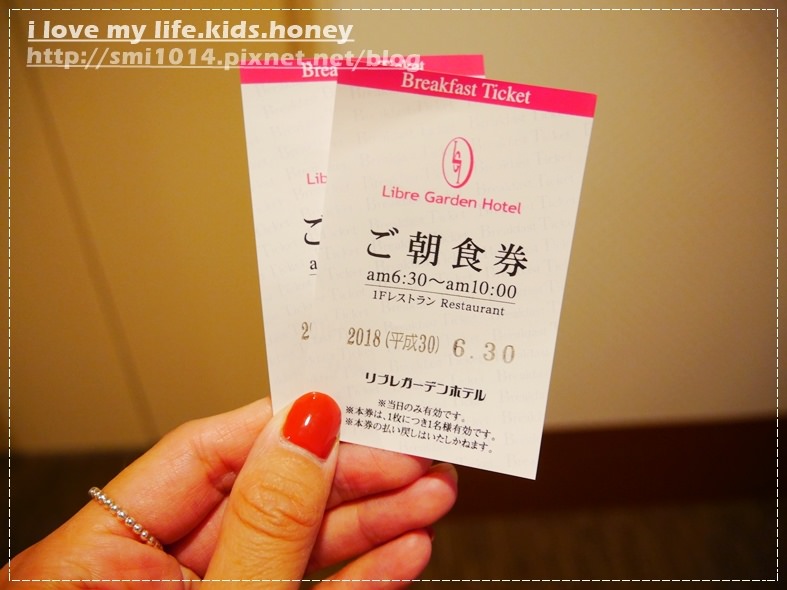 i love my life.kids.honey
http://smi1014.pixnet.net/blog
Breakfast Ticket
Libre Garden Hotel
ご朝食券
am6:30〜am10:00
1Fレストラン Restaurant
2018(平成30) 6.30
リブレガーデンホテル
※当日のみ有効です。
※本券は、1枚につき1名様有効です。
※本券の払い戻しはいたしかねます。